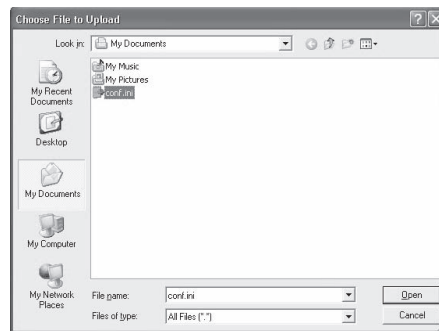 Choose File to Upload
Look in: My Documents
My Recent
Documents
Desktop
My Documents
My Computer
My Network
Places
My Music
My Pictures
conf.ini
File name: conf.ini Open
Files of type: All Files (*.*) Cancel